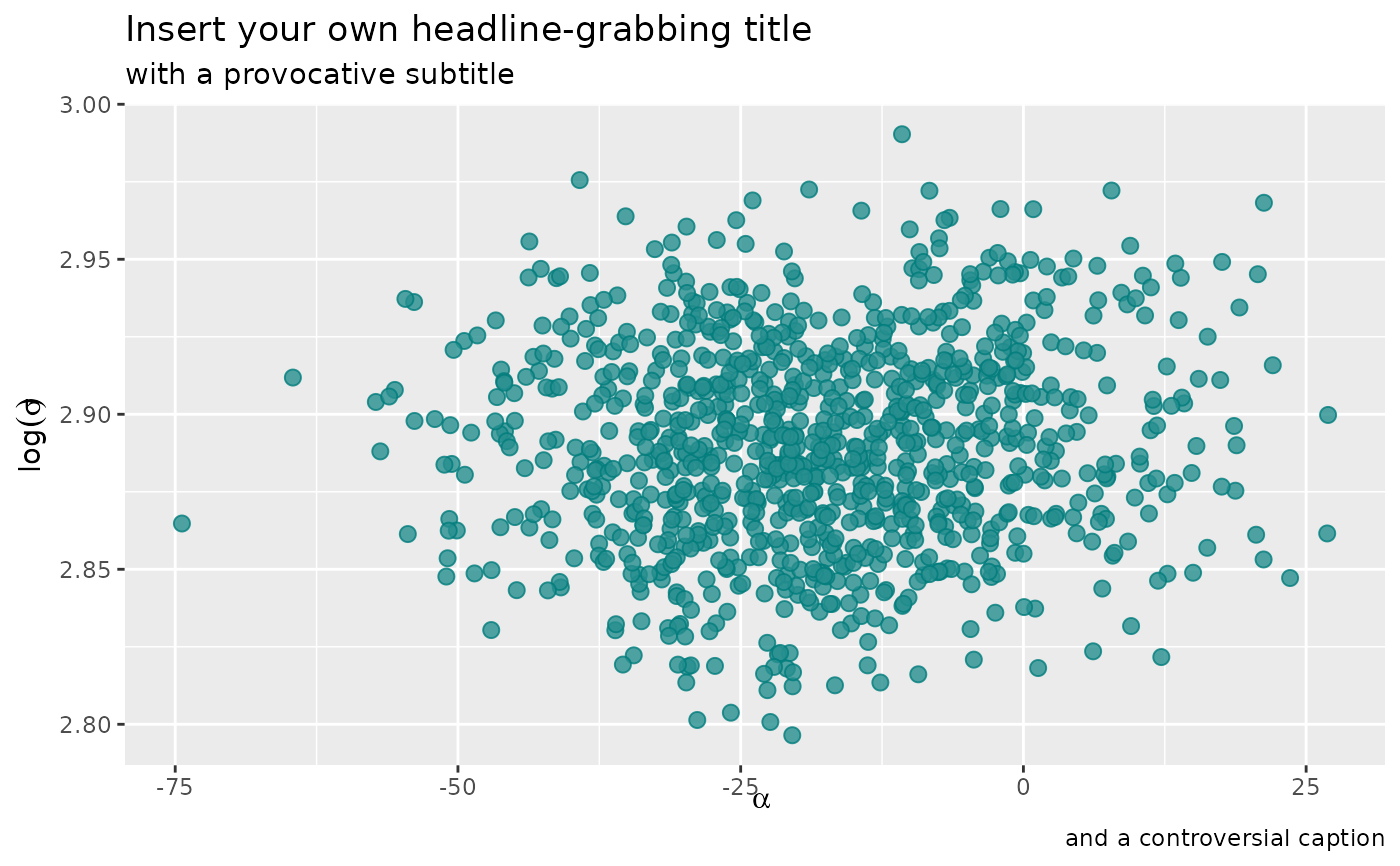 Insert your own headline-grabbing title
with a provocative subtitle
3.00
2.95
2.90
2.85
2.80
log(σ)
-75
-50
-25
0
25
α
and a controversial caption